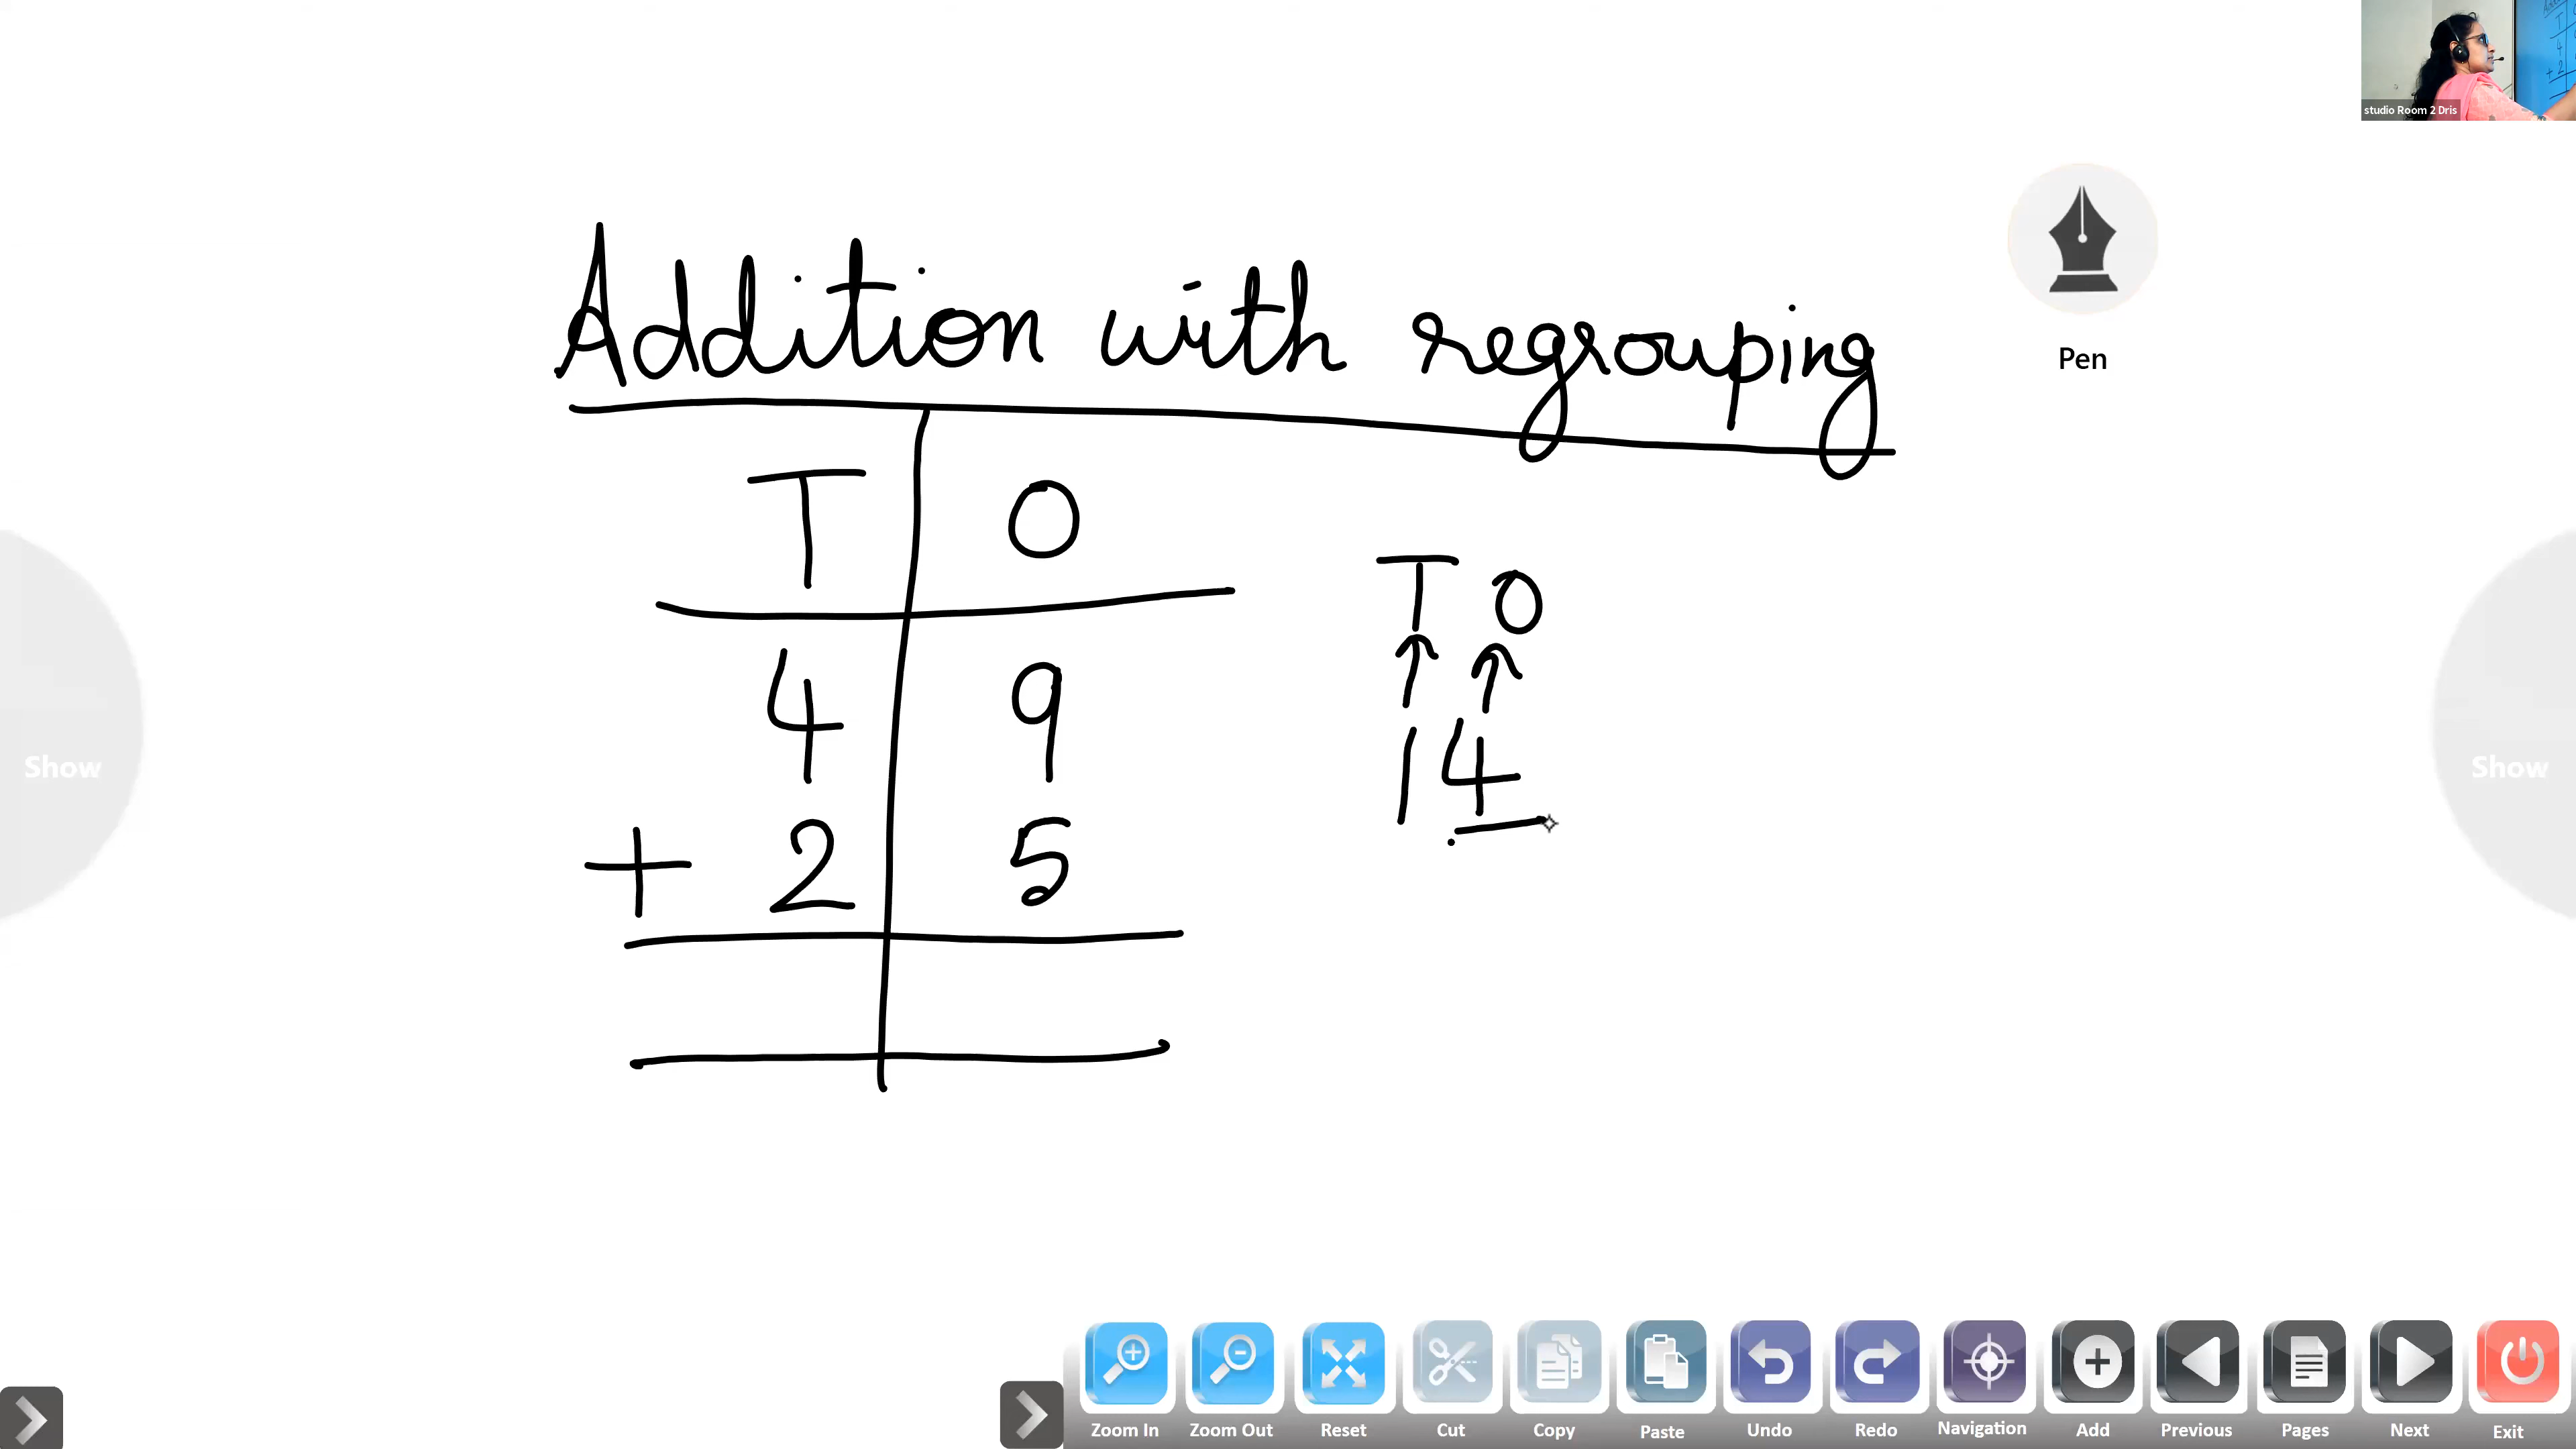 studio Room 2 Dris
Pen
Addition with regrouping
T O
T O
4 9
14
+ 2 5
Show
Show
Zoom In Zoom Out Reset Cut Copy Paste Undo Redo Navigation Add Previous Pages Next Exit